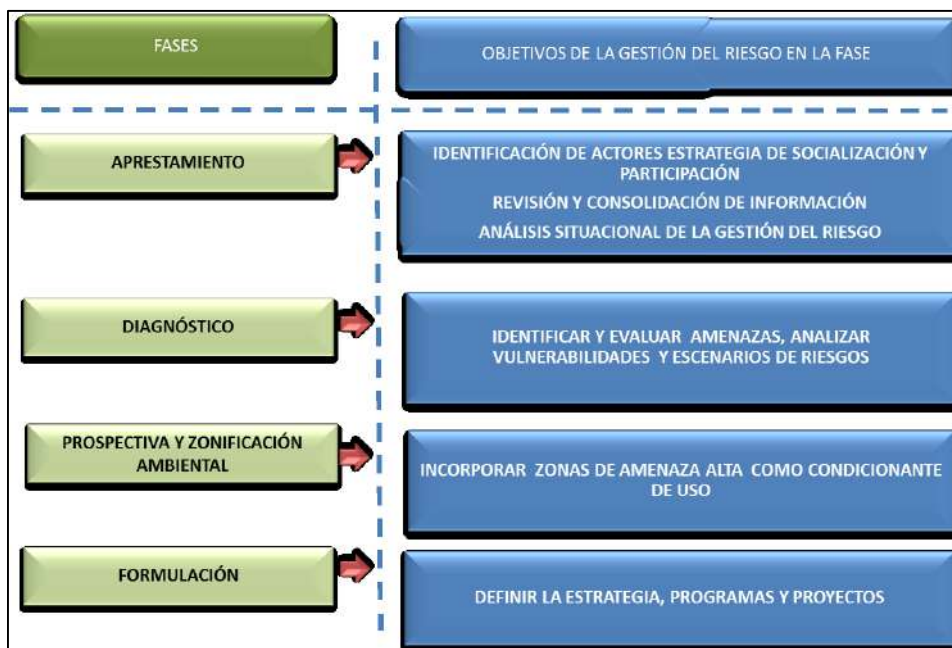 FASES
OBJETIVOS DE LA GESTIÓN DEL RIESGO EN LA FASE
APRESTAMIENTO
IDENTIFICACIÓN DE ACTORES ESTRATEGIA DE SOCIALIZACIÓN Y
PARTICIPACIÓN
REVISIÓN Y CONSOLIDACIÓN DE INFORMACIÓN
ANÁLISIS SITUACIONAL DE LA GESTIÓN DEL RIESGO
DIAGNÓSTICO
IDENTIFICAR Y EVALUAR AMENAZAS, ANALIZAR
VULNERABILIDADES Y ESCENARIOS DE RIESGOS
PROSPECTIVA Y ZONIFICACIÓN
AMBIENTAL
INCORPORAR ZONAS DE AMENAZA ALTA COMO CONDICIONANTE
DE USO
FORMULACIÓN
DEFINIR LA ESTRATEGIA, PROGRAMAS Y PROYECTOS